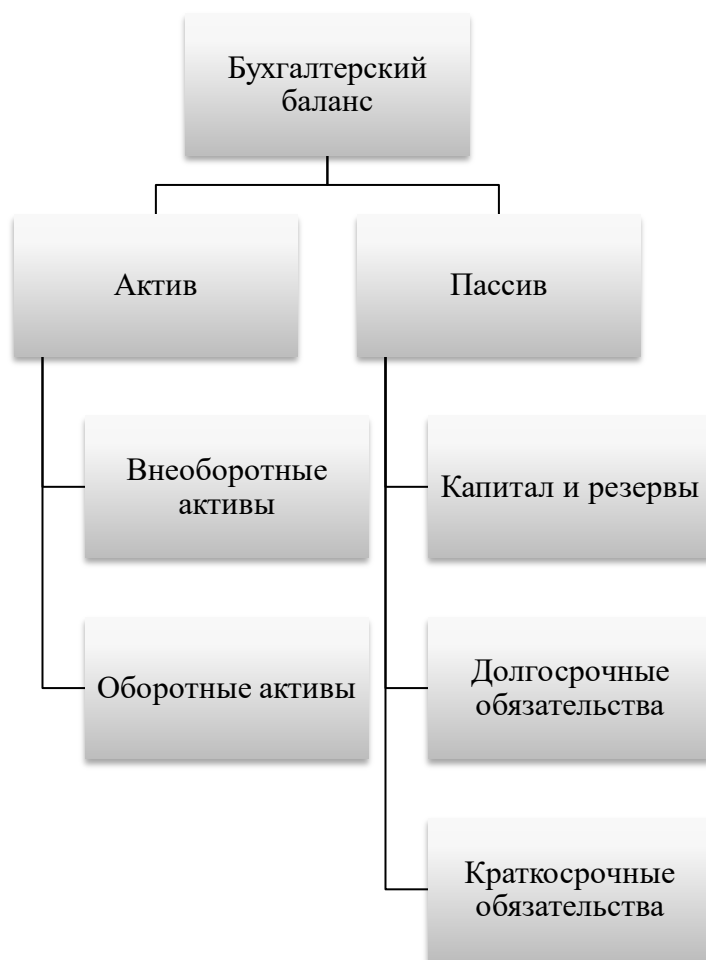 Бухгалтерский
баланс
Актив
Пассив
Внеоборотные
активы
Капитал и резервы
Оборотные активы
Долгосрочные
обязательства
Краткосрочные
обязательства